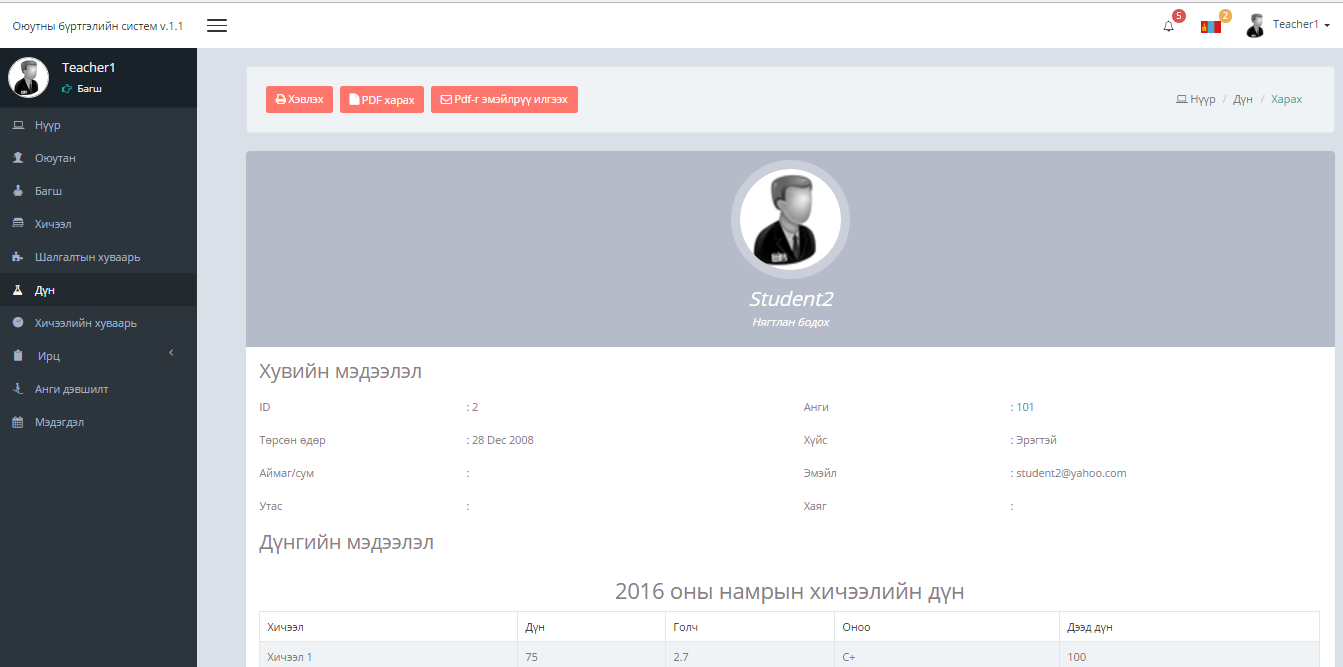 Оюутны бүртгэлийн систем v.1.1
5
2
Teacher1
Teacher1
Багш
Нүүр
Оюутан
Багш
Хичээл
Шалгалтын хуваарь
Дүн
Хичээлийн хуваарь
Ирц
Анги дэвшилт
Мэдэгдэл
Хэвлэх PDF харах Pdf-г эмэйлрүү илгээх
Нүүр / Дүн / Харах
Student2
Нягтлан бодох
Хувийн мэдээлэл
ID : 2 Анги : 101
Төрсөн өдөр : 28 Dec 2008 Хүйс : Эрэгтэй
Аймаг/сум : Эмэйл : student2@yahoo.com
Утас : Хаяг :
Дүнгийн мэдээлэл
2016 оны намрын хичээлийн дүн
Хичээл Дүн Голч Оноо Дээд дүн
Хичээл 1 75 2.7 C+ 100